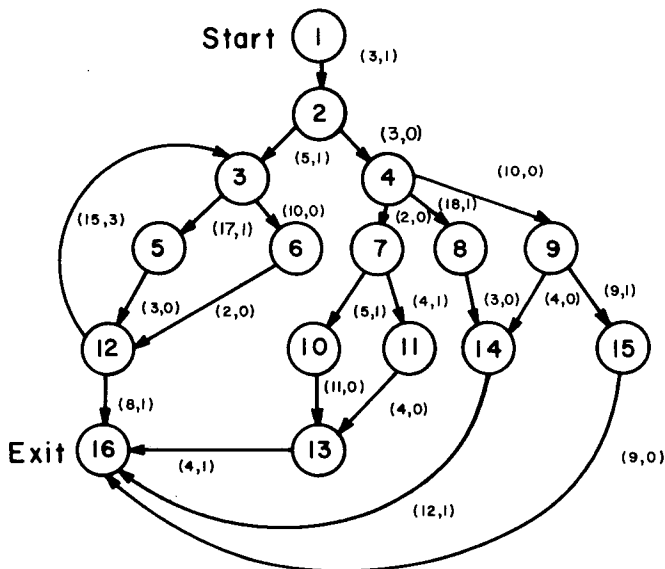 Start 1
(3,1)
2
(5,1) (3,0)
3 4
(10,0)
(15,3) (17,1) (10,0) (2,0) (18,1)
5 6 7 8 9
(3,0) (2,0) (5,1) (4,1) (3,0) (4,0) (9,1)
12 10 11 14 15
(8,1) (11,0) (4,0)
Exit 16 13
(4,1) (9,0)
(12,1)